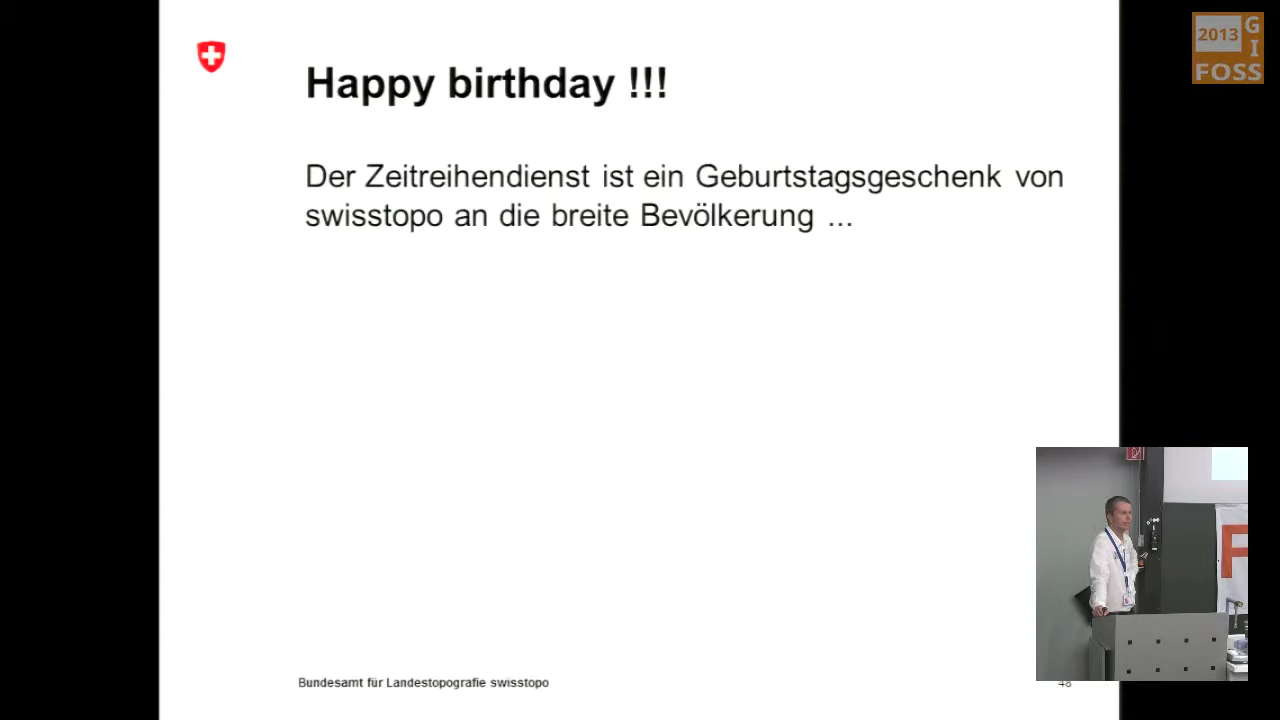 Happy birthday !!!
Der Zeitreihendienst ist ein Geburtstagsgeschenk von
swisstopo an die breite Bevölkerung ...
Bundesamt für Landestopografie swisstopo
48
2013
G
I
FOSS
F